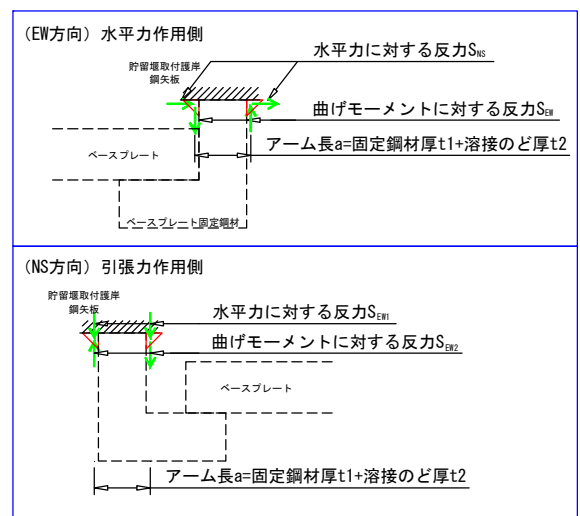 (EW方向) 水平力作用側
水平力に対する反力S_NS
貯留堰取付護岸
鋼矢板
曲げモーメントに対する反力S_EW
アーム長a=固定鋼材厚t1+溶接のど厚t2
ベースプレート
ベースプレート固定鋼材
(NS方向) 引張力作用側
貯留堰取付護岸
鋼矢板
水平力に対する反力S_EW1
曲げモーメントに対する反力S_EW2
ベースプレート
アーム長a=固定鋼材厚t1+溶接のど厚t2